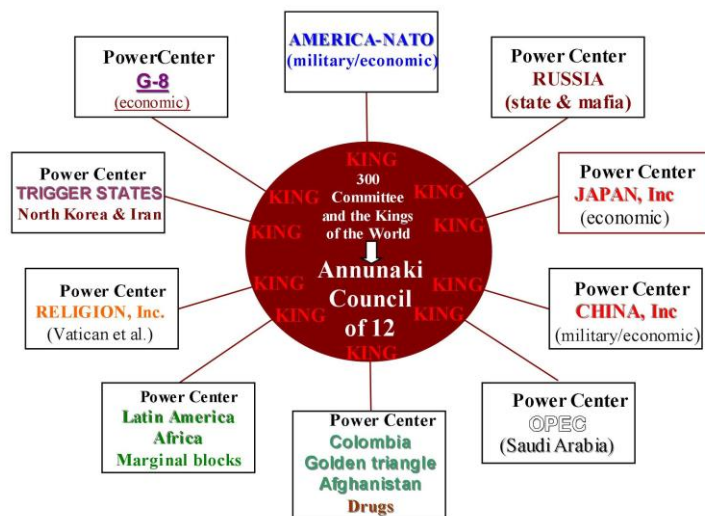 PowerCenter
G-8
(economic)
AMERICA-NATO
(military/economic)
Power Center
RUSSIA
(state & mafia)
Power Center
TRIGGER STATES
North Korea & Iran
Power Center
JAPAN, Inc
(economic)
KING
KING
KING
KING
KING
KING
KING
KING
KING
KING
300
Committee
and the Kings
of the World
Annunaki
Council
of 12
Power Center
RELIGION, Inc.
(Vatican et al.)
Power Center
CHINA, Inc
(military/economic)
Power Center
Latin America
Africa
Marginal blocks
Power Center
Colombia
Golden triangle
Afghanistan
Drugs
Power Center
OPEC
(Saudi Arabia)